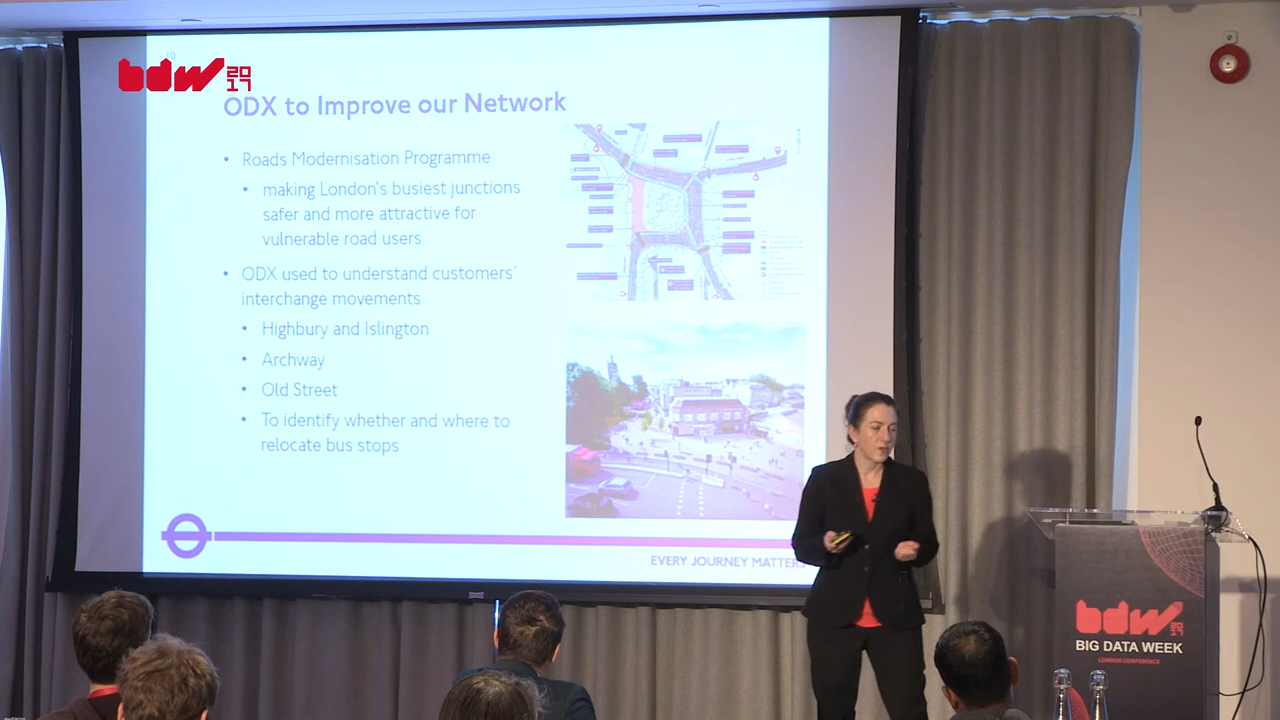 bdw 2017
ODX to Improve our Network
• Roads Modernisation Programme
• making London's busiest junctions
safer and more attractive for
vulnerable road users
• ODX used to understand customers'
interchange movements
• Highbury and Islington
• Archway
• Old Street
• To identify whether and where to
relocate bus stops
EVERY JOURNEY MATTERS
bdw 2017
BIG DATA WEEK
LONDON CONFERENCE